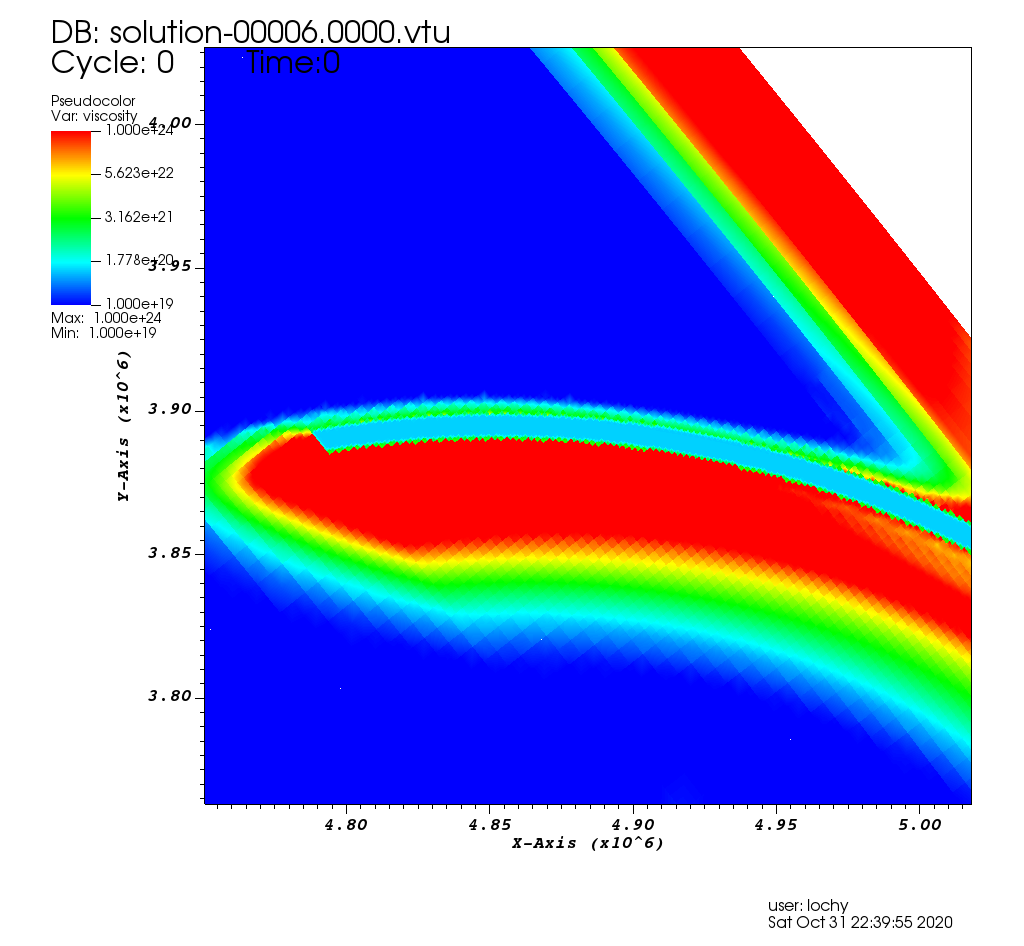 DB: solution-00006.0000.vtu
Cycle: 0 Time:0
Pseudocolor
Var: viscosity
1.000e+24
5.623e+22
3.162e+21
1.778e+20
1.000e+19
Max: 1.000e+24
Min: 1.000e+19
4.00
3.95
3.90
3.85
3.80
Y-Axis (x10^6)
4.80 4.85 4.90 4.95 5.00
X-Axis (x10^6)
user: lochy
Sat Oct 31 22:39:55 2020